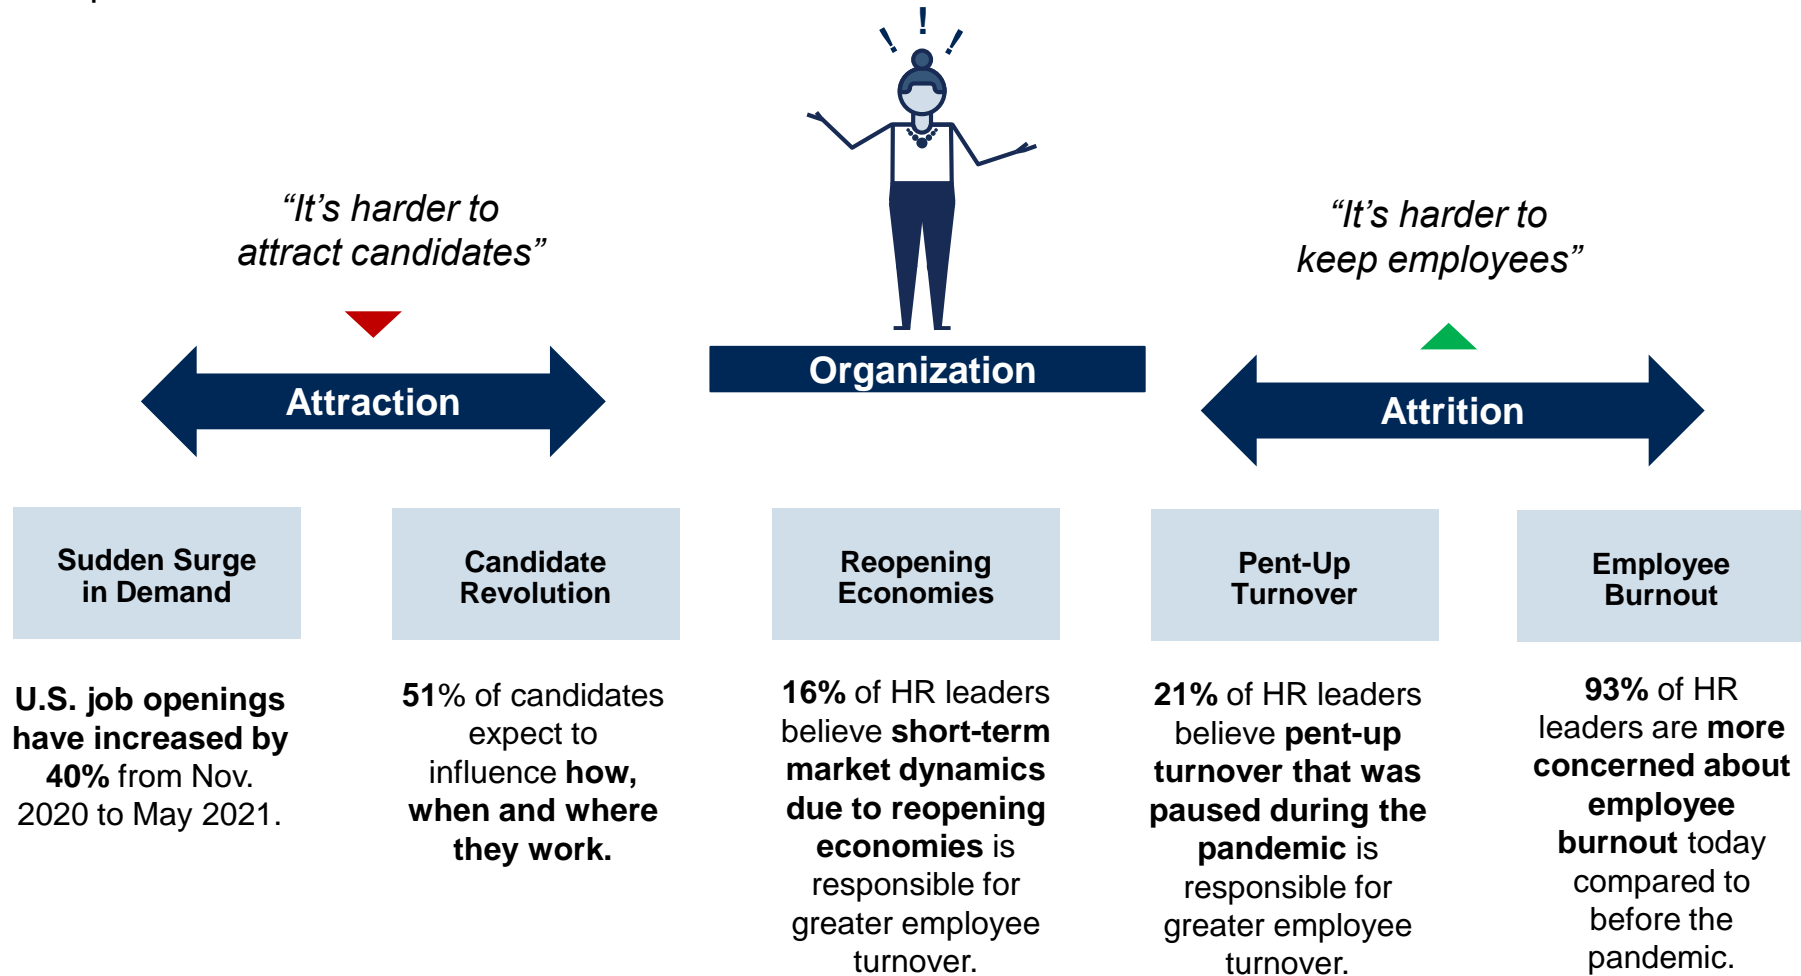 ! ! !
“It’s harder to
attract candidates”
“It’s harder to
keep employees”
Attraction
Organization
Attrition
Sudden Surge
in Demand
U.S. job openings
have increased by
40% from Nov.
2020 to May 2021.
Candidate
Revolution
51% of candidates
expect to
influence how,
when and where
they work.
Reopening
Economies
16% of HR leaders
believe short-term
market dynamics
due to reopening
economies is
responsible for
greater employee
turnover.
Pent-Up
Turnover
21% of HR leaders
believe pent-up
turnover that was
paused during the
pandemic is
responsible for
greater employee
turnover.
Employee
Burnout
93% of HR
leaders are more
concerned about
employee
burnout today
compared to
before the
pandemic.